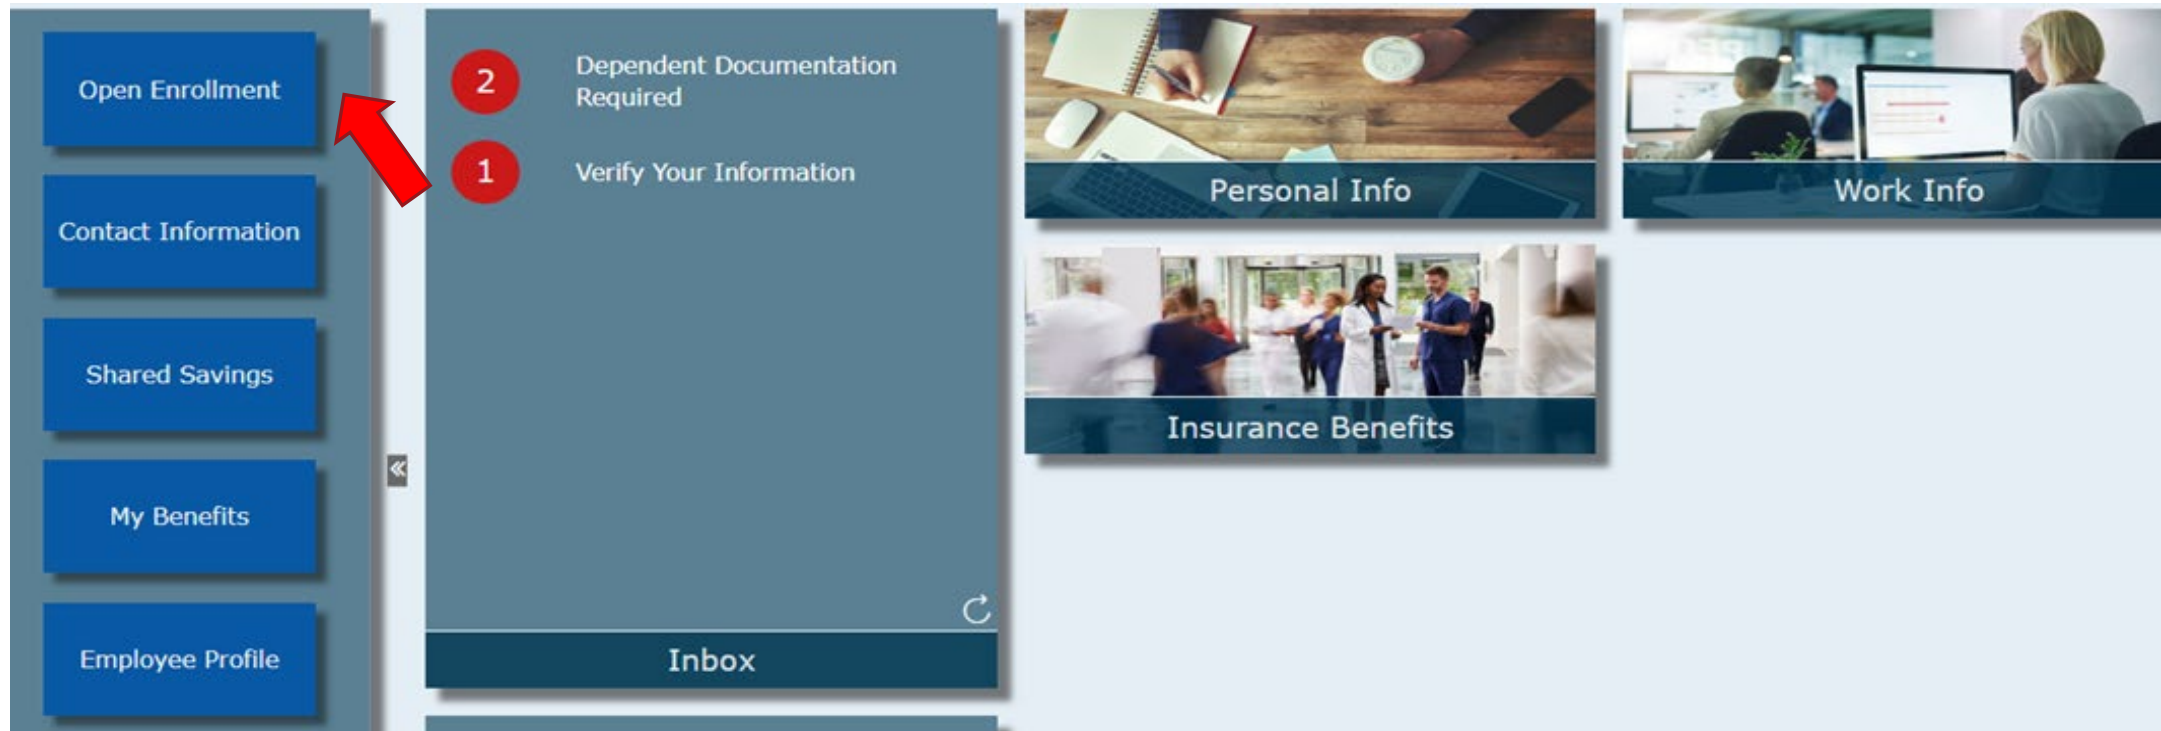 Open Enrollment
Contact Information
Shared Savings
My Benefits
Employee Profile
2
Dependent Documentation
Required
1
Verify Your Information
Inbox
Personal Info
Work Info
Insurance Benefits